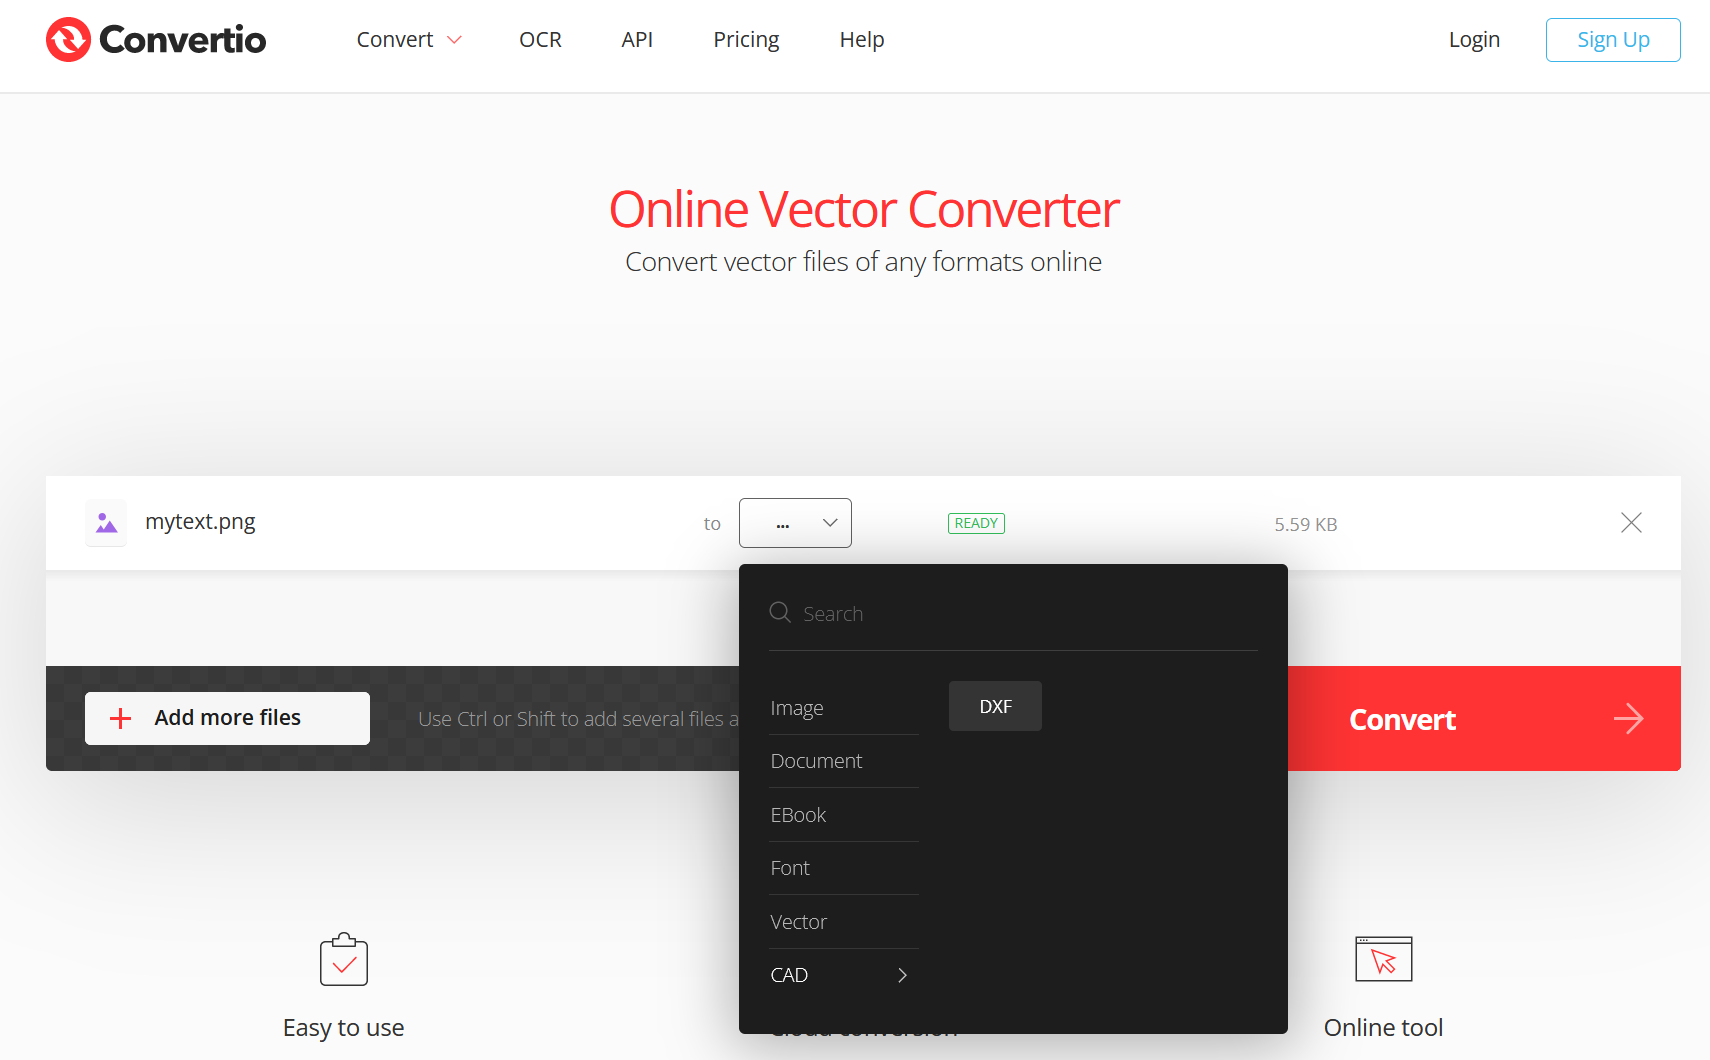 Convertio
Convert
OCR
API
Pricing
Help
Login
Sign Up
Online Vector Converter
Convert vector files of any formats online
mytext.png
to
...
READY
5.59 KB
Search
Image
DXF
Document
EBook
Font
Vector
CAD
Add more files
Use Ctrl or Shift to add several files a
Convert
Easy to use
Cloud conversion
Online tool